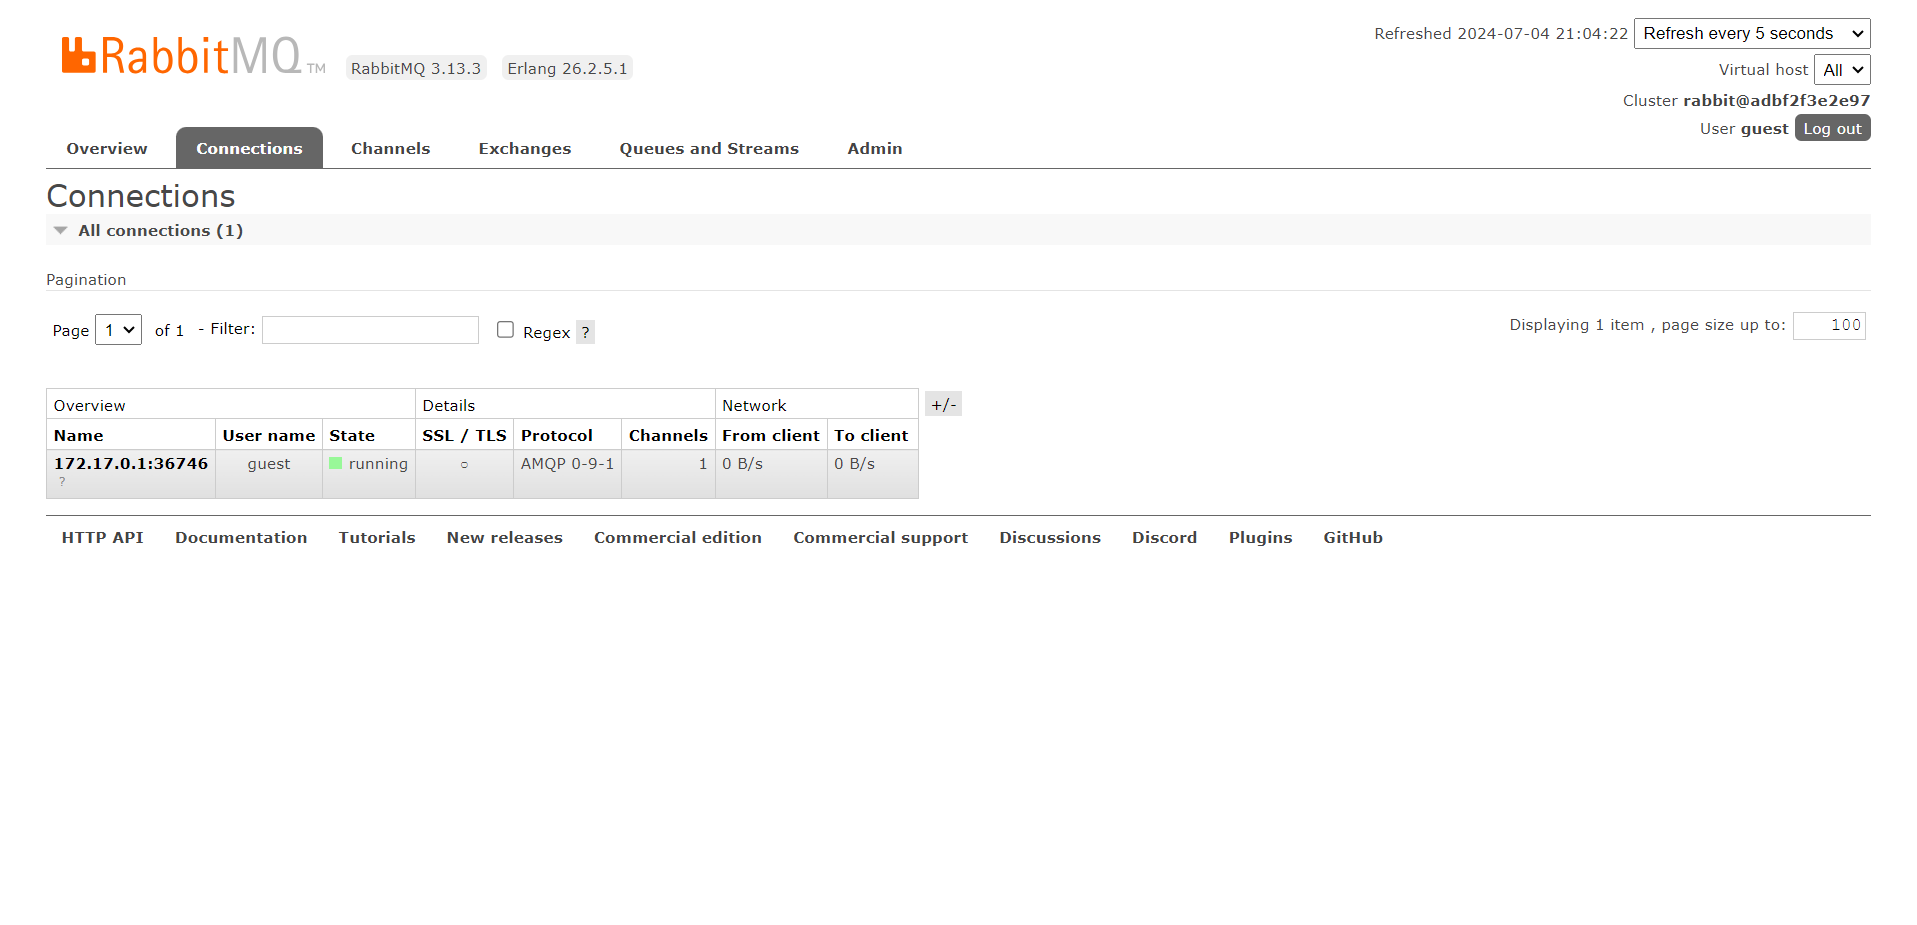 RabbitMQ TM RabbitMQ 3.13.3 Erlang 26.2.5.1
Refreshed 2024-07-04 21:04:22 Refresh every 5 seconds
Virtual host All
Cluster rabbit@adbf2f3e2e97
User guest Log out
Overview Connections Channels Exchanges Queues and Streams Admin
Connections
All connections (1)
Pagination
Page 1 of 1 - Filter: Regex ? Displaying 1 item , page size up to: 100
Overview Details Network +/-
Name User name State SSL / TLS Protocol Channels From client To client
172.17.0.1:36746 guest running ○ AMQP 0-9-1 1 0 B/s 0 B/s
?
HTTP API Documentation Tutorials New releases Commercial edition Commercial support Discussions Discord Plugins GitHub